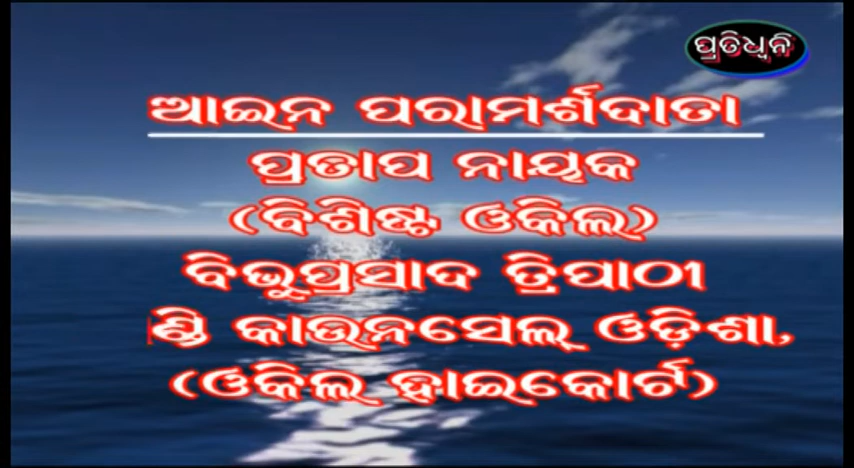 ପ୍ରତିଧ୍ୱନି
ଆଇନ ପରାମର୍ଶଦାତା
ପ୍ରତାପ ନାୟକ
(ବିଶିଷ୍ଟ ଓକିଲ)
ବିଭୁପ୍ରସାଦ ତ୍ରିପାଠୀ
କାଉନସେଲ୍ ଓଡ଼ିଶା,
(ଓକିଲ ହାଇକୋର୍ଟ)